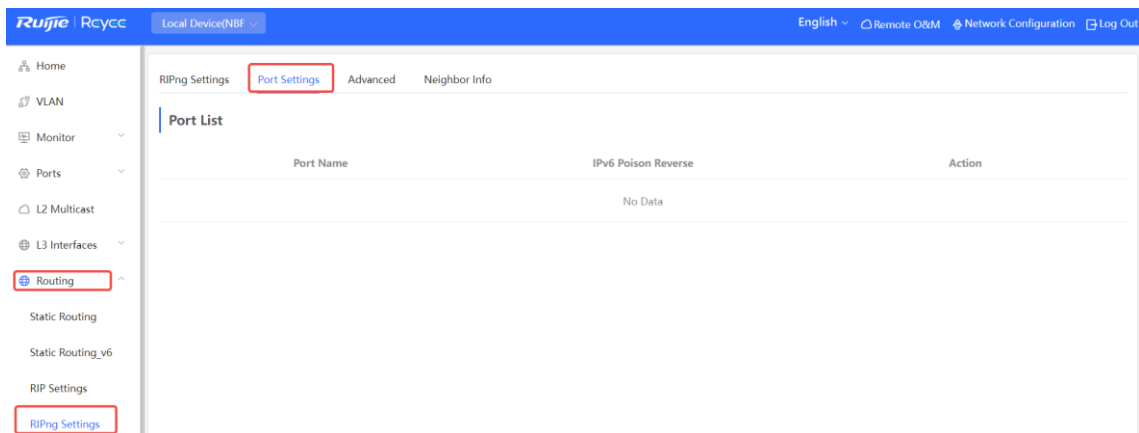 Ruijie | Rcycc Local Device(NBF English Remote O&M Network Configuration Log Out
Home
VLAN
Monitor
Ports
L2 Multicast
L3 Interfaces
Routing
Static Routing
Static Routing_v6
RIP Settings
RIPng Settings
RIPng Settings Port Settings Advanced Neighbor Info
Port List
Port Name IPv6 Poison Reverse Action
No Data